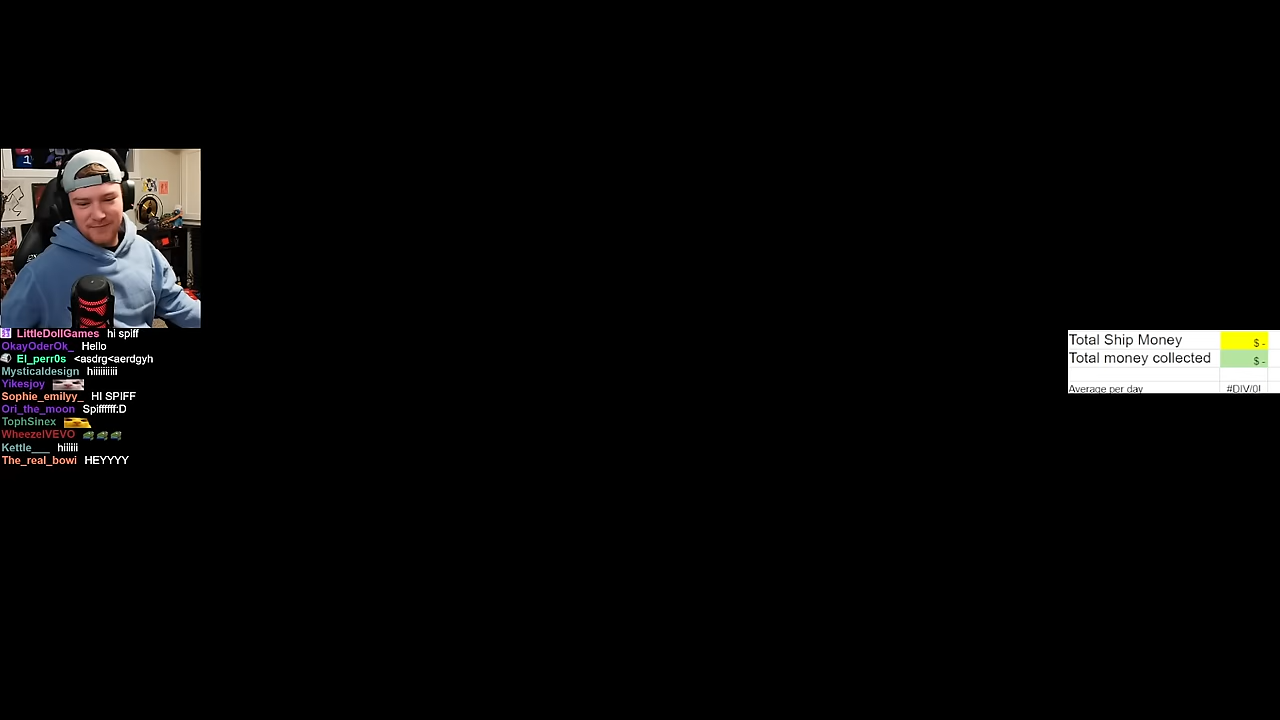 LittleDollGames hi spiff
OkayOderOk_ Hello
El_perr0s <asdrg<aerdgyh
Mysticaldesign hiiiiiiiiii
Yikesjoy
Sophie_emilyy_ HI SPIFF
Ori_the_moon Spiffffff:D
TophSinex
WheezelVEVO
Kettle___ hiiiiii
The_real_bowi HEYYYY
Total Ship Money $ -
Total money collected $ -
Average per day #DIV/0!